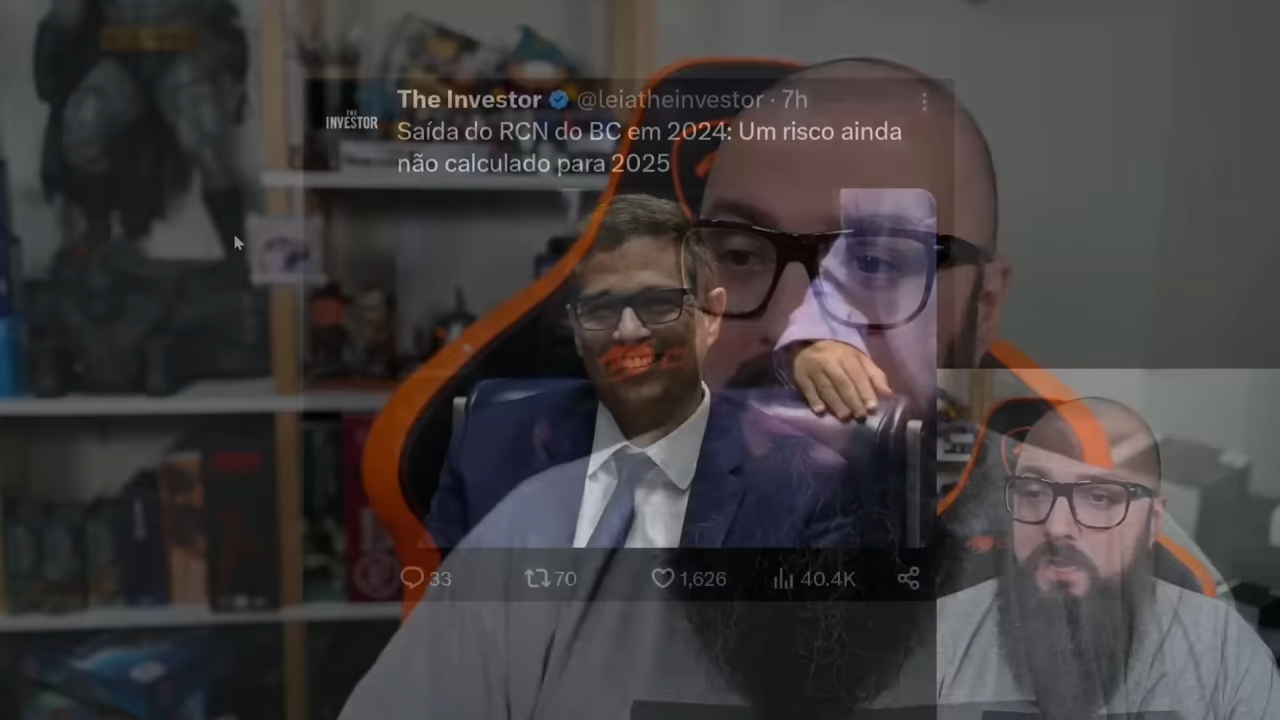 The Investor @leiatheinvestor · 7h
THE
INVESTOR
Saída do RCN do BC em 2024: Um risco ainda
não calculado para 2025
33 70 1,626 40.4K